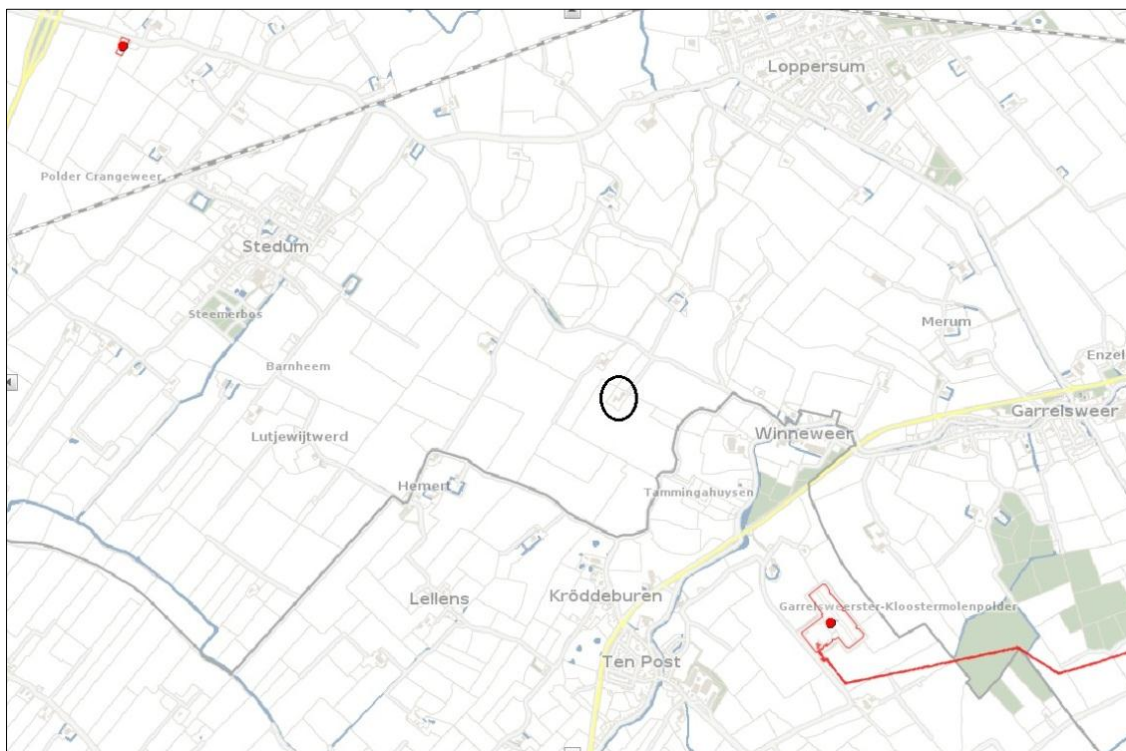 Loppersum
Polder Crangeweer
Stedum
Steemerbos
Merum
Barnheem
Enzel
Garrelsweer
Lutjewijtwerd
Winneweer
Hemert
Tammingahuysen
Lellens
Kröddeburen
Garrelsweerster-Kloostermolenpolder
Ten Post